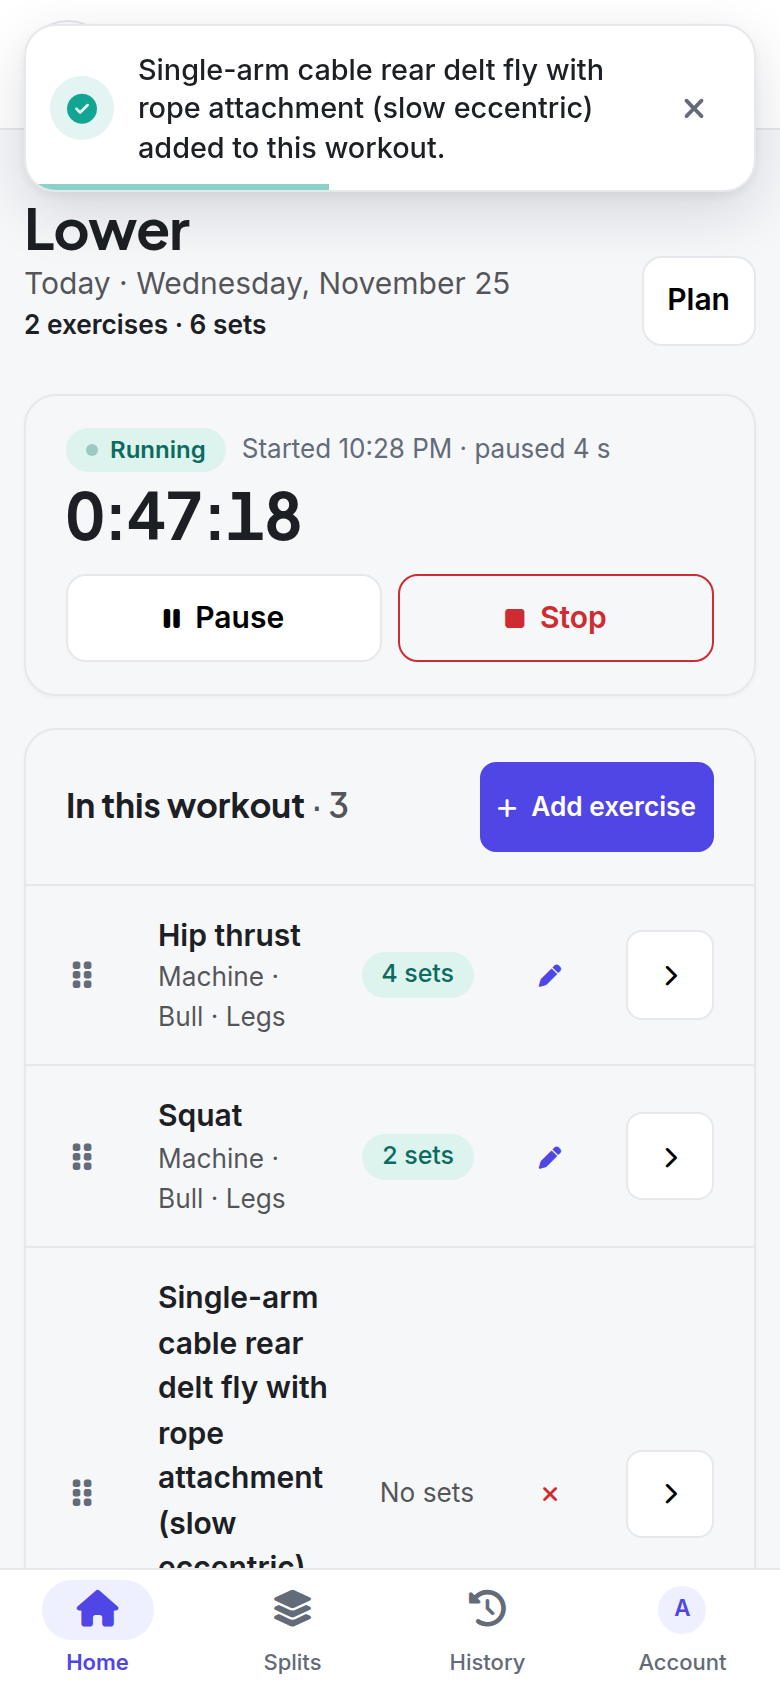 Single-arm cable rear delt fly with
rope attachment (slow eccentric)
added to this workout.
Lower
Today · Wednesday, November 25
2 exercises · 6 sets
Plan
Running
Started 10:28 PM · paused 4 s
0:47:18
Pause
Stop
In this workout · 3
+ Add exercise
Hip thrust
Machine ·
Bull · Legs
4 sets
Squat
Machine ·
Bull · Legs
2 sets
Single-arm
cable rear
delt fly with
rope
attachment
(slow
eccentric)
No sets
Home
Splits
History
A
Account